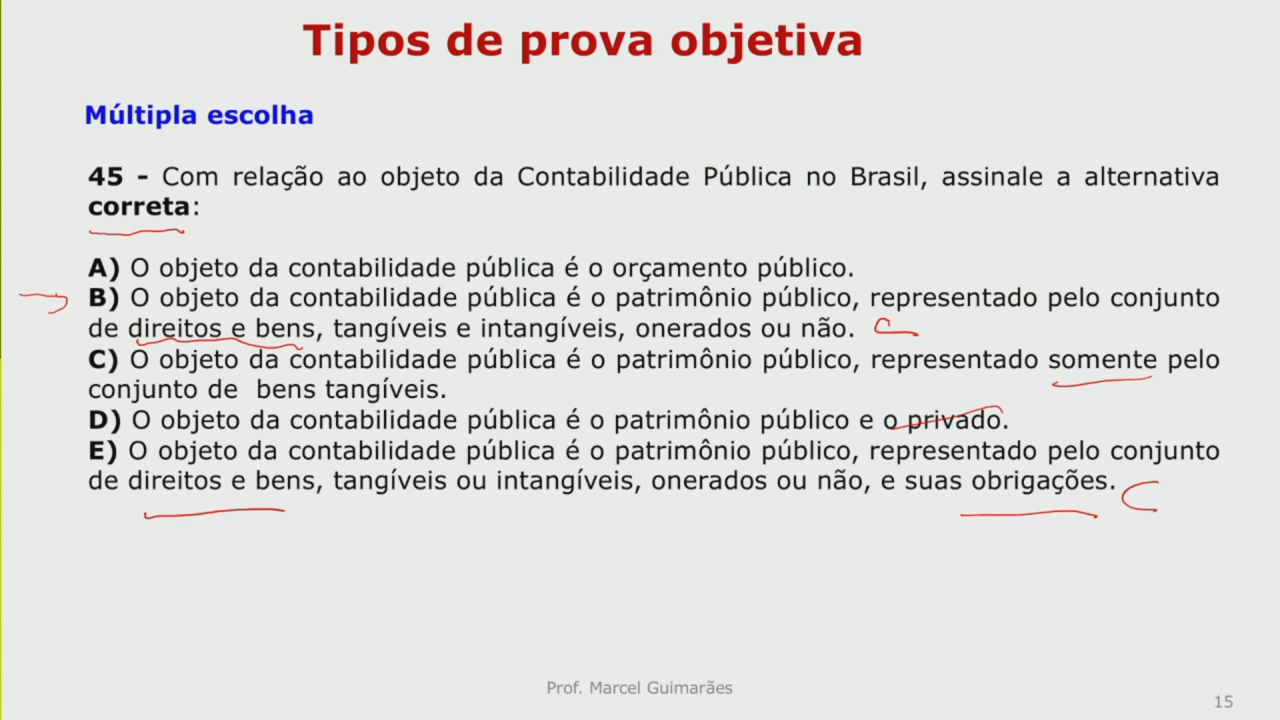 Tipos de prova objetiva
Múltipla escolha
45 - Com relação ao objeto da Contabilidade Pública no Brasil, assinale a alternativa
correta:
A) O objeto da contabilidade pública é o orçamento público.
B) O objeto da contabilidade pública é o patrimônio público, representado pelo conjunto
de direitos e bens, tangíveis e intangíveis, onerados ou não. C
C) O objeto da contabilidade pública é o patrimônio público, representado somente pelo
conjunto de bens tangíveis.
D) O objeto da contabilidade pública é o patrimônio público e o privado.
E) O objeto da contabilidade pública é o patrimônio público, representado pelo conjunto
de direitos e bens, tangíveis ou intangíveis, onerados ou não, e suas obrigações. C
Prof. Marcel Guimarães
15